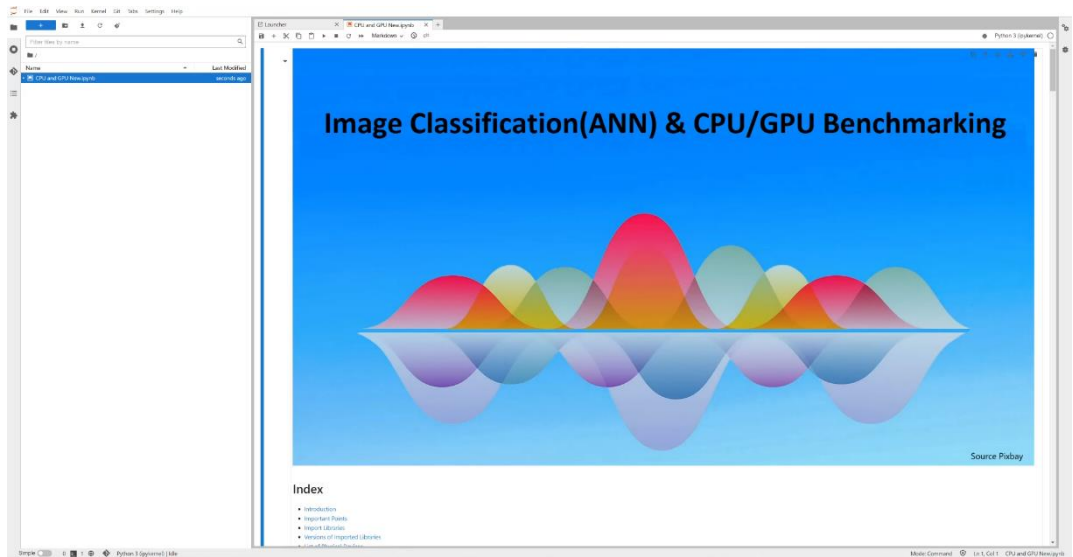 File Edit View Run Kernel Git Tabs Settings Help
Launcher
CPU and GPU New.ipynb
Filter files by name
Markdown
git
Python 3 (ipykernel)
/
Name
Last Modified
CPU and GPU New.ipynb
seconds ago
Image Classification(ANN) & CPU/GPU Benchmarking
Source Pixbay
Index
Introduction
Important Points
Import Libraries
Versions of Imported Libraries
Simple
Python 3 (ipykernel) | Idle
Mode: Command
Ln 1, Col 1
CPU and GPU New.ipynb